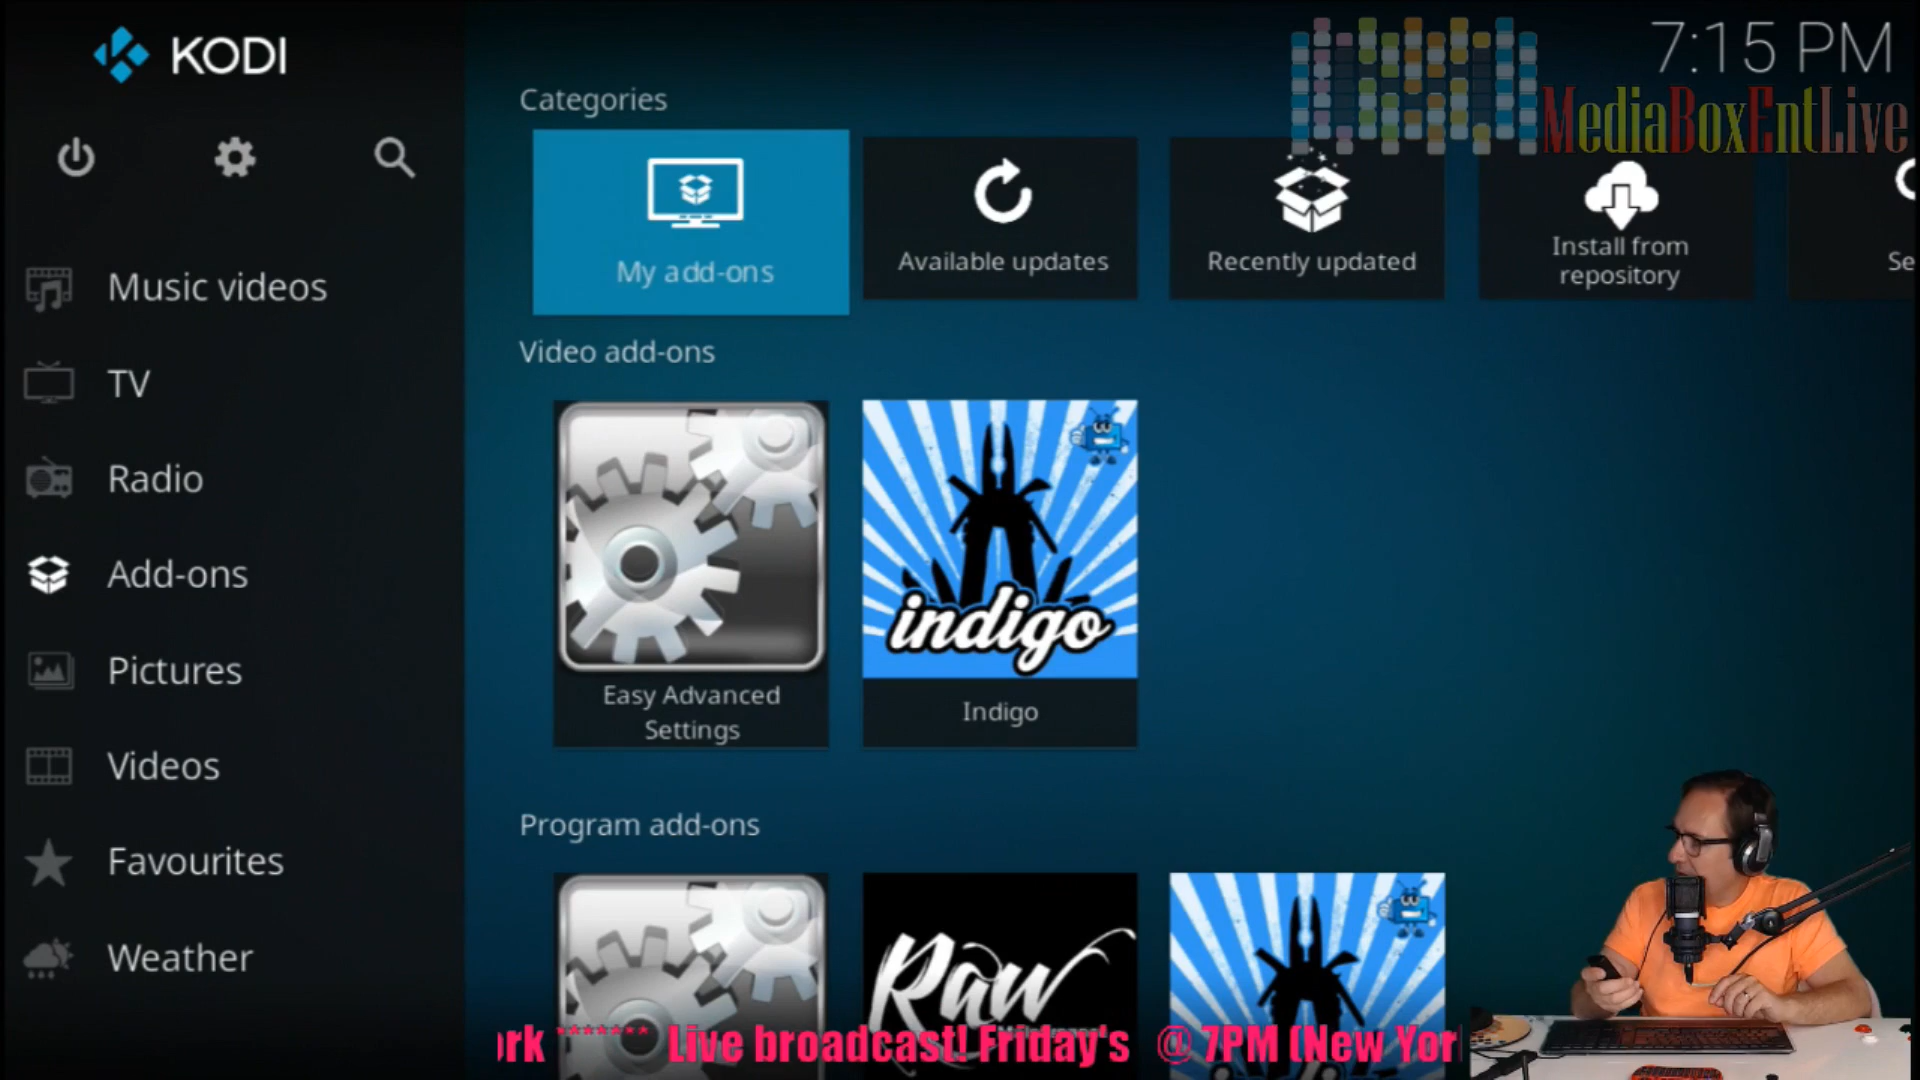 KODI
7:15 PM
MediaBoxEntLive
Categories
My add-ons
Available updates
Recently updated
Install from
repository
Se
Music videos
TV
Radio
Add-ons
Pictures
Videos
Favourites
Weather
Video add-ons
indigo
Easy Advanced
Settings
Indigo
Program add-ons
Raw
rk ******* Live broadcast! Friday's @ 7PM (New Yor